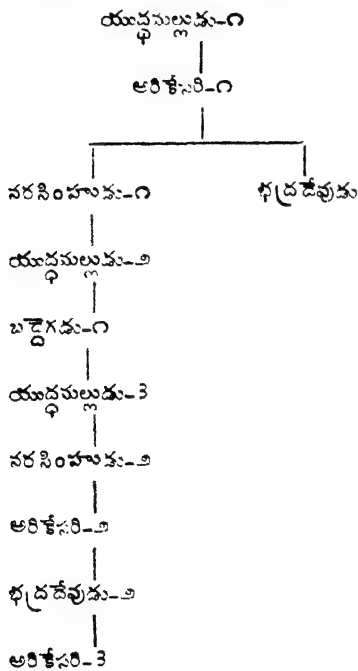 యుద్ధమల్లుడు-౧
అరికేసరి-౧
నరసింహుడు-౧ భద్రదేవుడు
యుద్ధమల్లుడు-౨
బద్దెగడు-౧
యుద్ధమల్లుడు-3
నరసింహుడు-౨
అరికేసరి-౨
భద్రదేవుడు-౨
అరికేసరి-3